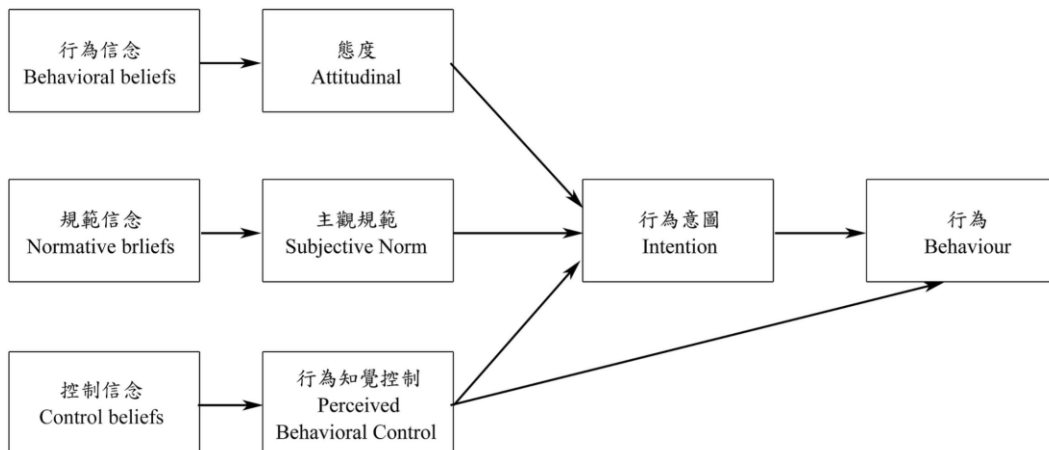 行為信念
Behavioral beliefs
態度
Attitudinal
規範信念
Normative brliefs
主觀規範
Subjective Norm
行為意圖
Intention
行為
Behaviour
控制信念
Control beliefs
行為知覺控制
Perceived
Behavioral Control